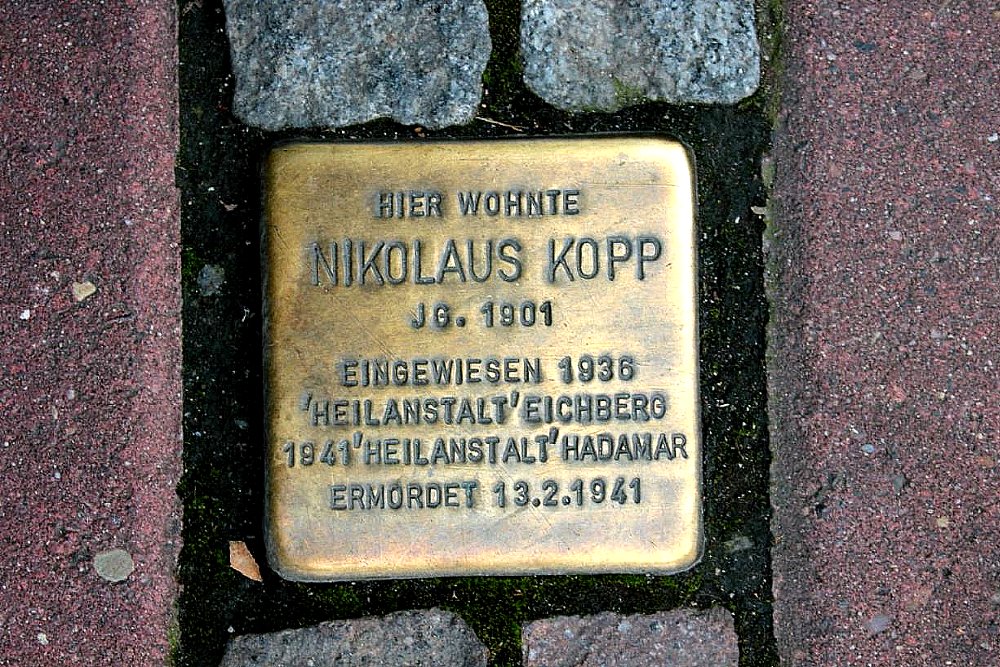 HIER WOHNTE
NIKOLAUS KOPP
JG. 1901
EINGEWIESEN 1936
'HEILANSTALT' EICHBERG
1941 'HEILANSTALT' HADAMAR
ERMORDET 13.2.1941